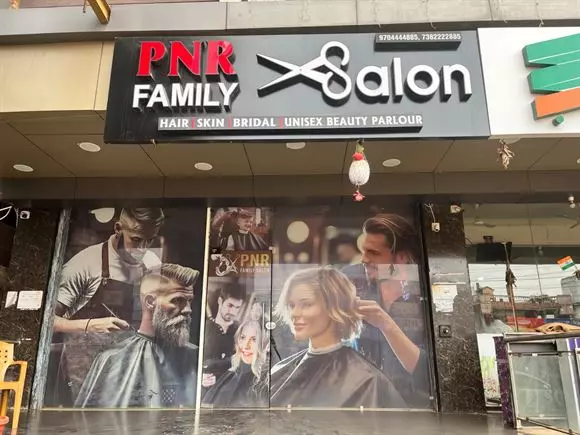 9704444885, 7382222885
PNR
FAMILY
Salon
HAIR | SKIN | BRIDAL | UNISEX BEAUTY PARLOUR
PNR
FAMILY SALON